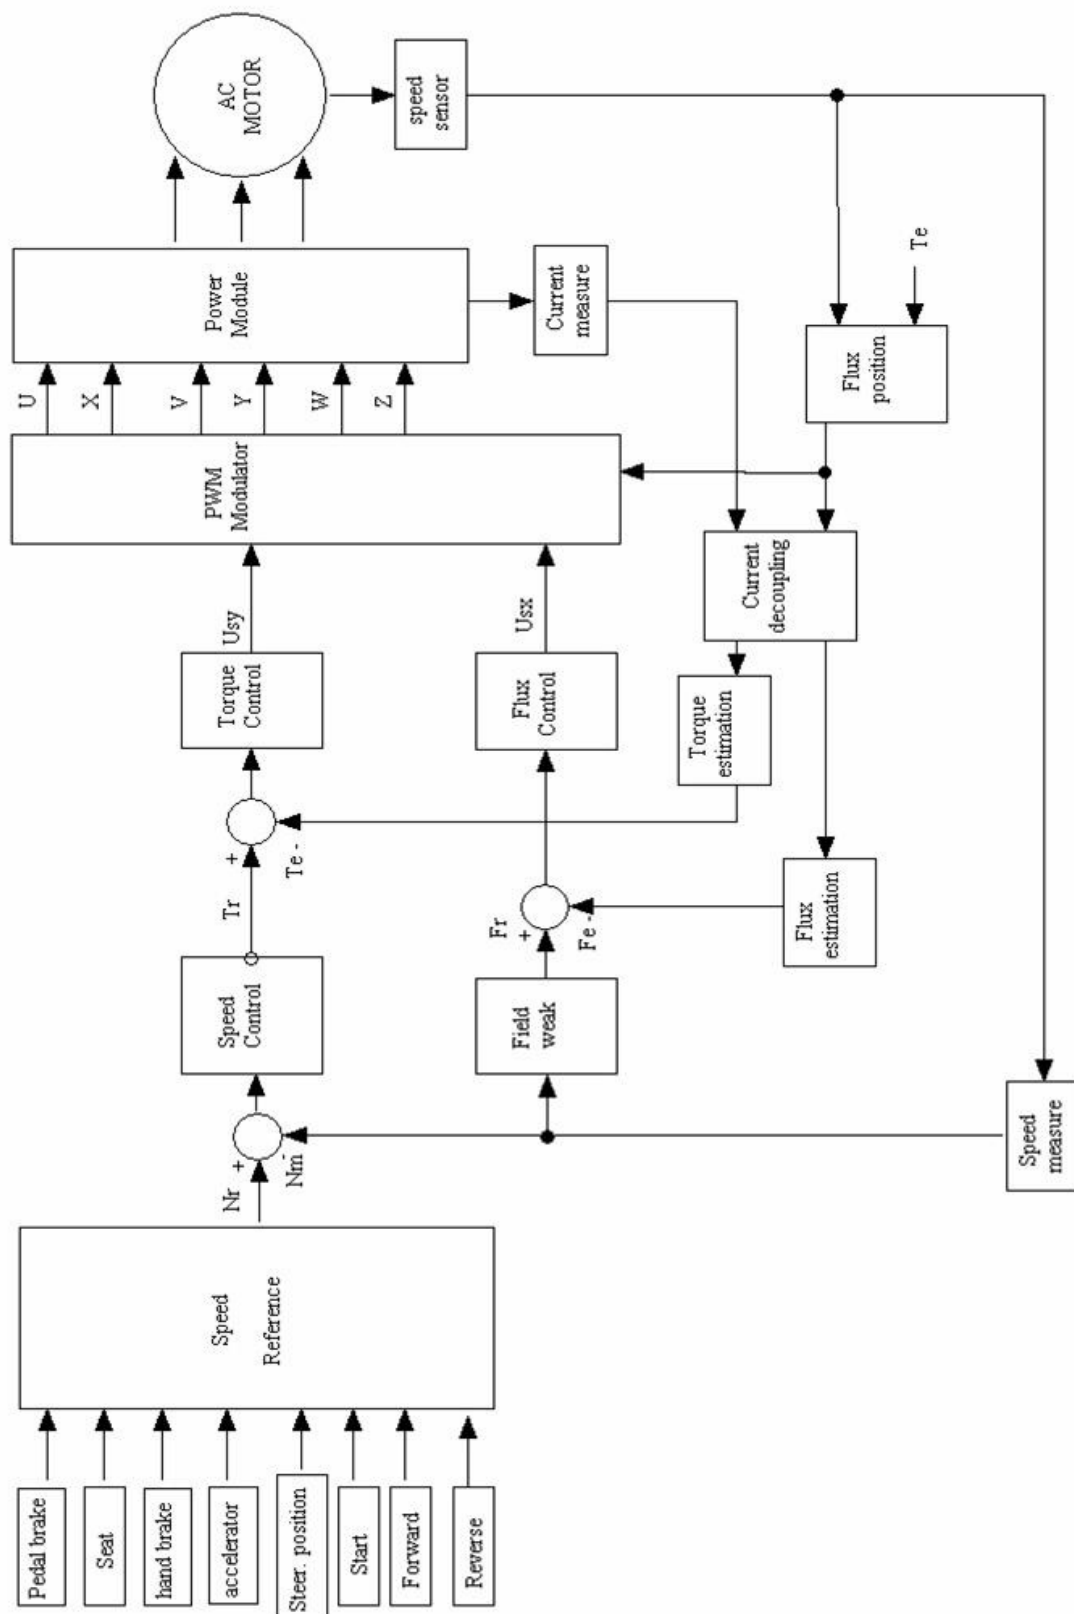 Pedal brake
Seat
hand brake
accelerator
Steer. position
Start
Forward
Reverse
Speed
Reference
Nr
+
-
Nm
Speed
Control
Tr
+
Te -
Torque
Control
Usy
Field
weak
Fr
+
Fe -
Flux
Control
Usx
PWM
Modulator
U
X
V
Y
W
Z
Power
Module
AC
MOTOR
speed
sensor
Current
measure
Torque
estimation
Current
decoupling
Flux
estimation
Flux
position
Te
Speed
measure